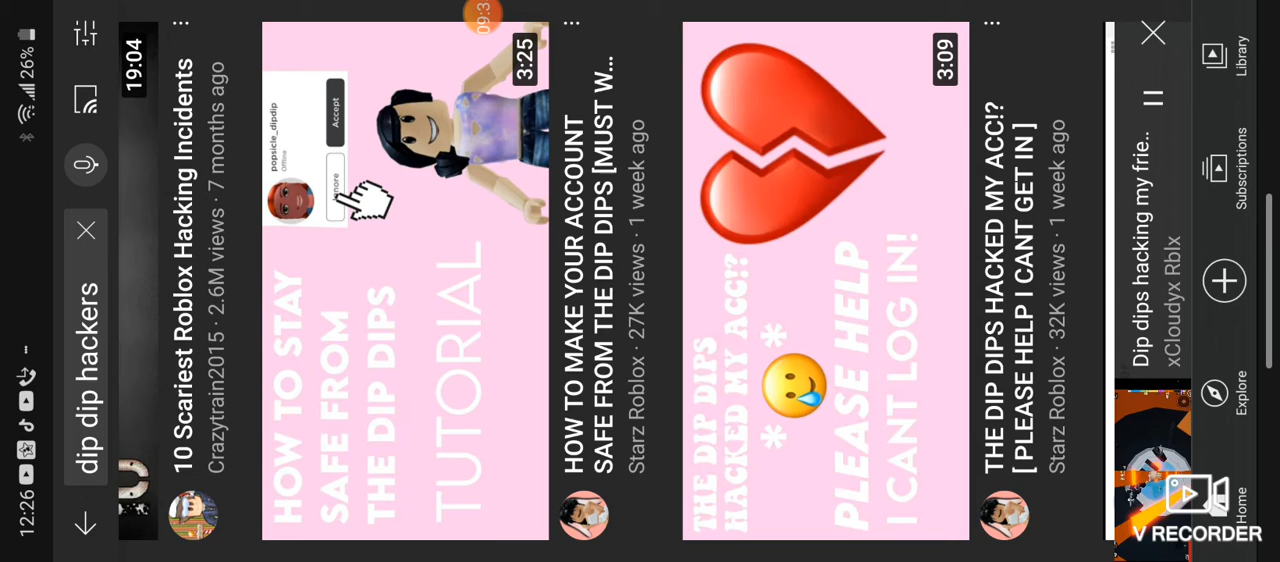 12:26
26%
dip dip hackers
19:04
10 Scariest Roblox Hacking Incidents
Crazytrain2015 · 2.6M views · 7 months ago
HOW TO STAY
SAFE FROM
THE DIP DIPS
TUTORIAL
popsicle_dipdip
Offline
Ignore
Accept
3:25
HOW TO MAKE YOUR ACCOUNT
SAFE FROM THE DIP DIPS [MUST W...
Starz Roblox · 27K views · 1 week ago
THE DIP DIPS
HACKED MY ACC!?
PLEASE HELP
I CANT LOG IN!
3:09
THE DIP DIPS HACKED MY ACC!?
[ PLEASE HELP I CANT GET IN ]
Starz Roblox · 32K views · 1 week ago
Dip dips hacking my frie..
xCloudyx Rblx
Home
Explore
Subscriptions
Library
V RECORDER